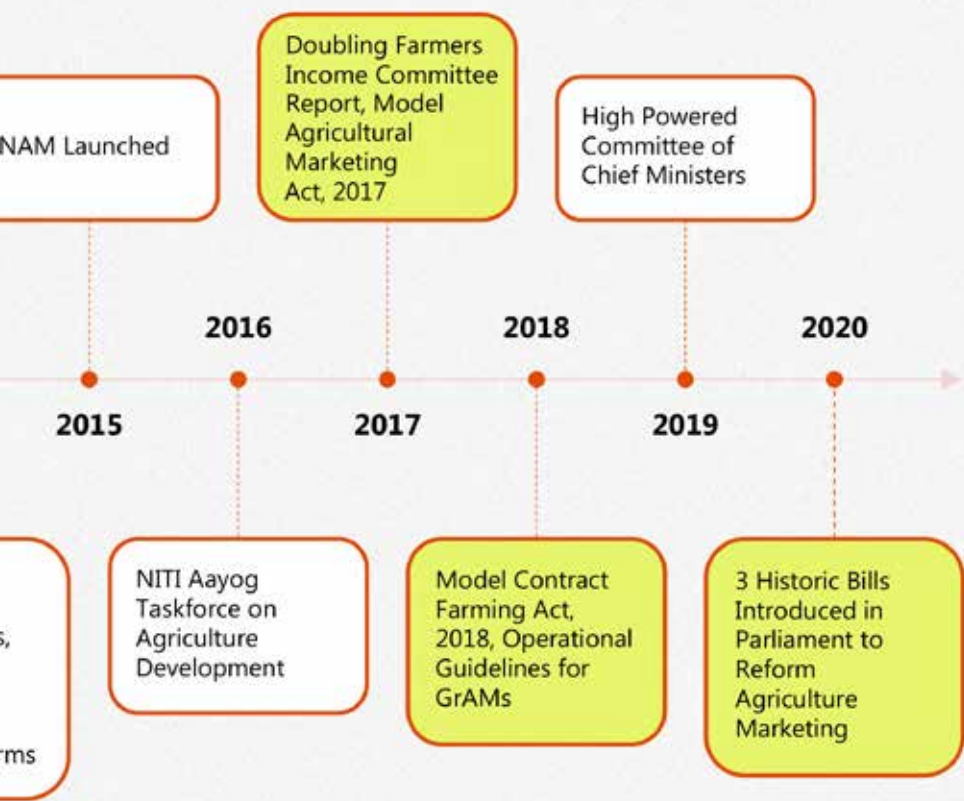 NAM Launched
Doubling Farmers
Income Committee
Report, Model
Agricultural
Marketing
Act, 2017
High Powered
Committee of
Chief Ministers
2016
2018
2020
2015
2017
2019
s,
rms
NITI Aayog
Taskforce on
Agriculture
Development
Model Contract
Farming Act,
2018, Operational
Guidelines for
GrAMs
3 Historic Bills
Introduced in
Parliament to
Reform
Agriculture
Marketing